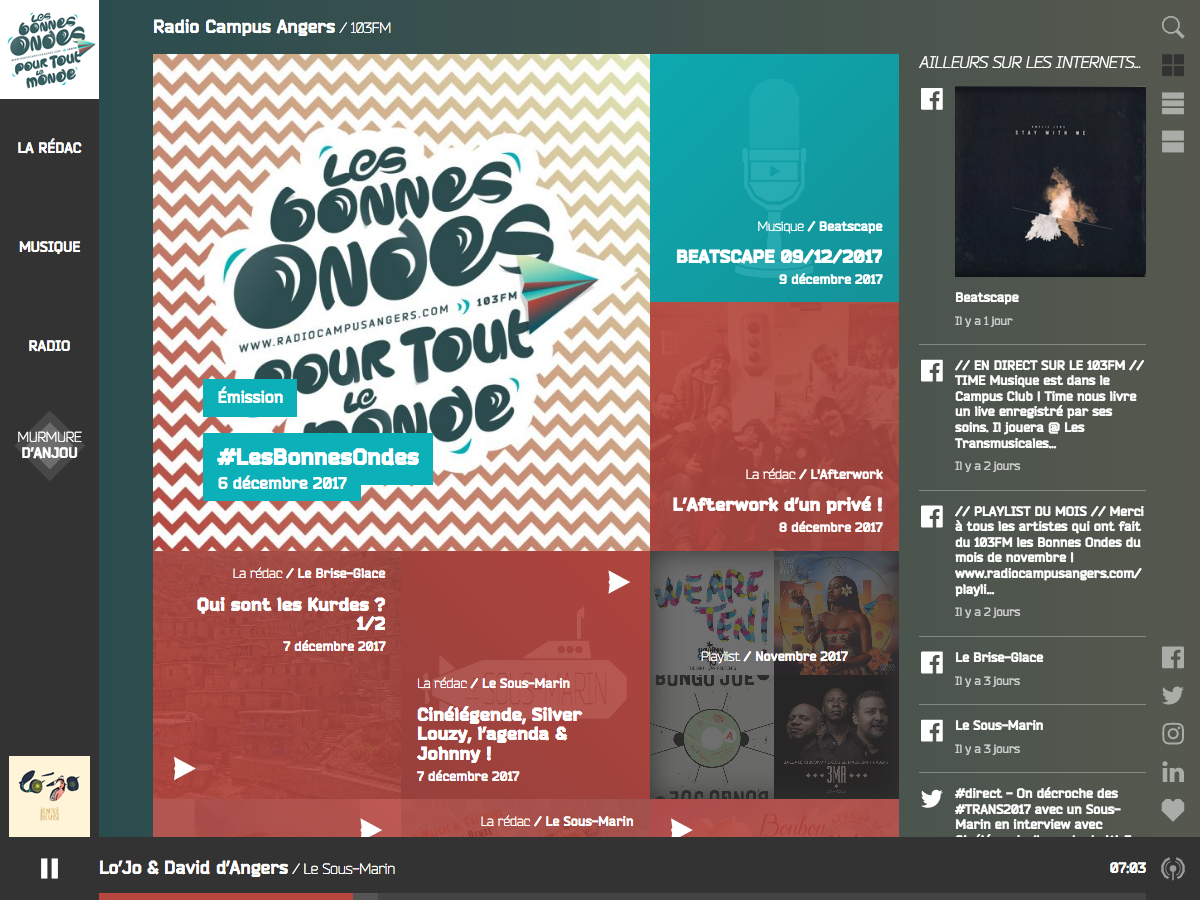 LES
BONNES
ONDES
POUR TOUT
LE
MONDE
Radio Campus Angers / 103FM
LA RÉDAC
MUSIQUE
RADIO
MURMURE
D'ANJOU
LES
BONNES
ONDES
WWW.RADIOCAMPUSANGERS.COM 103FM
POUR TOUT
LE
MONDE
Émission
#LesBonnesOndes
6 décembre 2017
Musique / Beatscape
BEATSCAPE 09/12/2017
9 décembre 2017
La rédac / L'Afterwork
L'Afterwork d'un privé !
8 décembre 2017
La rédac / Le Brise-Glace
Qui sont les Kurdes ?
1/2
7 décembre 2017
La rédac / Le Sous-Marin
Cinélégende, Silver
Louzy, l'agenda &
Johnny !
7 décembre 2017
WE ARE
TEN!
Playlist / Novembre 2017
BONGO JOE
3MA
La rédac / Le Sous-Marin
Bonbon
AILLEURS SUR LES INTERNETS...
STAY WITH ME
Beatscape
Il y a 1 jour
// EN DIRECT SUR LE 103FM //
TIME Musique est dans le
Campus Club ! Time nous livre
un live enregistré par ses
soins. Il jouera @ Les
Transmusicales...
Il y a 2 jours
// PLAYLIST DU MOIS // Merci
à tous les artistes qui ont fait
du 103FM les Bonnes Ondes du
mois de novembre !
www.radiocampusangers.com/
playli...
Il y a 2 jours
Le Brise-Glace
Il y a 3 jours
Le Sous-Marin
Il y a 3 jours
#direct - On décroche des
#TRANS2017 avec un Sous-
Marin en interview avec
Lo'Jo & David d'Angers / Le Sous-Marin
07:03